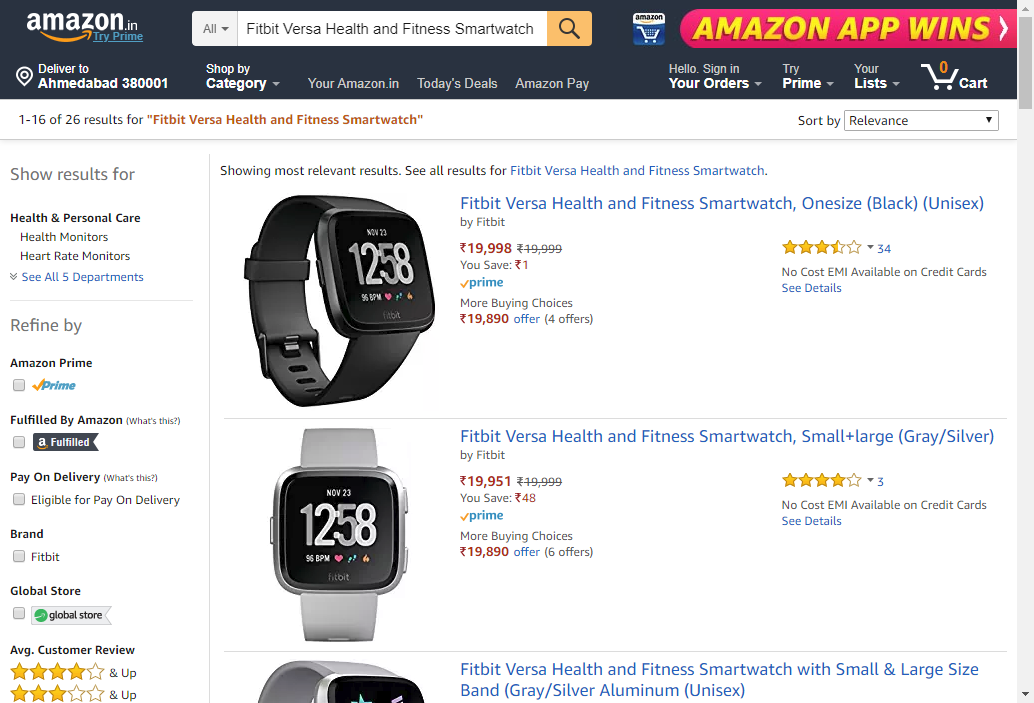 amazon.in
Try Prime
All
Fitbit Versa Health and Fitness Smartwatch
amazon
AMAZON APP WINS
Deliver to
Ahmedabad 380001
Shop by
Category
Your Amazon.in
Today's Deals
Amazon Pay
Hello. Sign in
Your Orders
Try
Prime
Your
Lists
0
Cart
1-16 of 26 results for "Fitbit Versa Health and Fitness Smartwatch"
Sort by Relevance
Show results for
Health & Personal Care
Health Monitors
Heart Rate Monitors
See All 5 Departments
Refine by
Amazon Prime
Prime
Fulfilled By Amazon (What's this?)
a Fulfilled
Pay On Delivery (What's this?)
Eligible for Pay On Delivery
Brand
Fitbit
Global Store
global store
Avg. Customer Review
& Up
& Up
Showing most relevant results. See all results for Fitbit Versa Health and Fitness Smartwatch.
NOV 23
12:58
96 BPM
fitbit
Fitbit Versa Health and Fitness Smartwatch, Onesize (Black) (Unisex)
by Fitbit
₹19,998 ₹19,999
You Save: ₹1
prime
More Buying Choices
₹19,890 offer (4 offers)
34
No Cost EMI Available on Credit Cards
See Details
NOV 23
12:58
96 BPM
fitbit
Fitbit Versa Health and Fitness Smartwatch, Small+large (Gray/Silver)
by Fitbit
₹19,951 ₹19,999
You Save: ₹48
prime
More Buying Choices
₹19,890 offer (6 offers)
3
No Cost EMI Available on Credit Cards
See Details
Fitbit Versa Health and Fitness Smartwatch with Small & Large Size
Band (Gray/Silver Aluminum (Unisex)